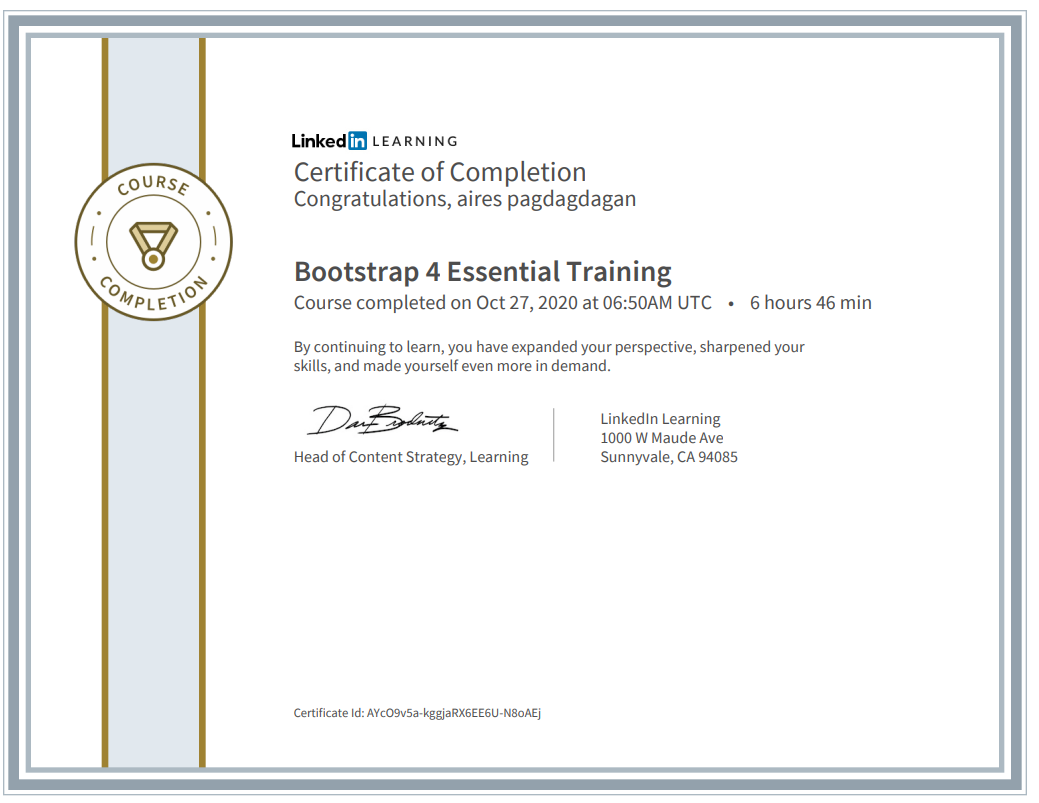 COURSE
COMPLETION
Linked in LEARNING
Certificate of Completion
Congratulations, aires pagdagdagan
Bootstrap 4 Essential Training
Course completed on Oct 27, 2020 at 06:50AM UTC • 6 hours 46 min
By continuing to learn, you have expanded your perspective, sharpened your
skills, and made yourself even more in demand.
Head of Content Strategy, Learning
LinkedIn Learning
1000 W Maude Ave
Sunnyvale, CA 94085
Certificate Id: AYcO9v5a-kggjaRX6EE6U-N8oAEj